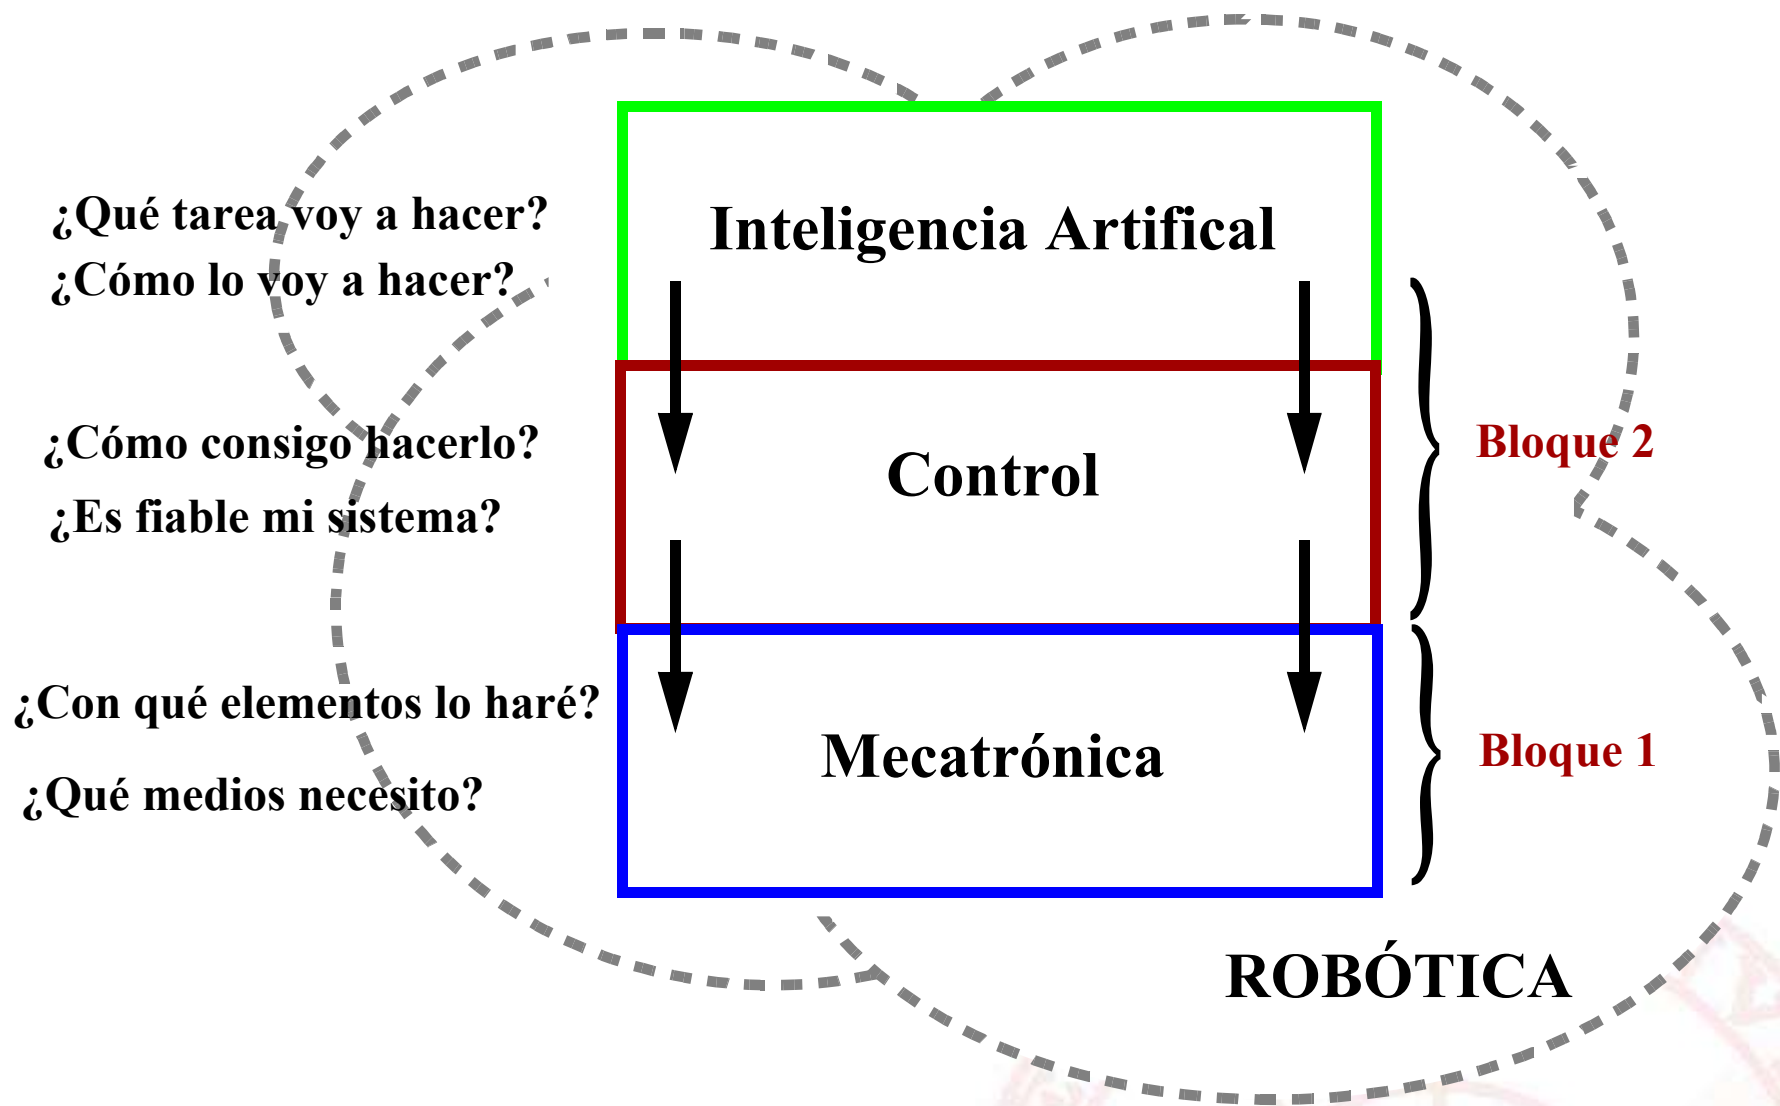 ¿Qué tarea voy a hacer?
¿Cómo lo voy a hacer?
Inteligencia Artifical
¿Cómo consigo hacerlo?
¿Es fiable mi sistema?
Control
Bloque 2
¿Con qué elementos lo haré?
¿Qué medios necesito?
Mecatrónica
Bloque 1
ROBÓTICA